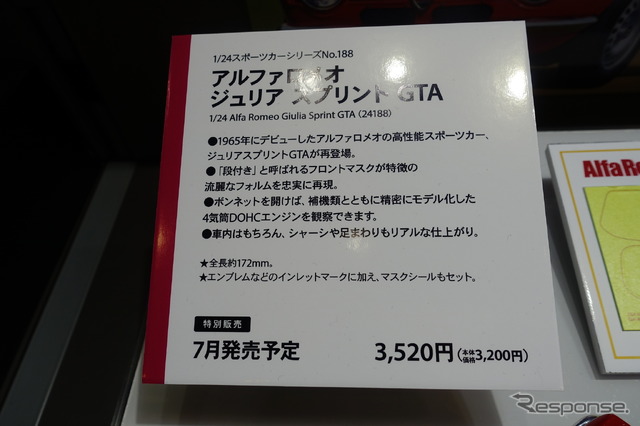 1/24スポーツカーシリーズNo.188
アルファロメオ
ジュリア スプリント GTA
1/24 Alfa Romeo Giulia Sprint GTA (24188)
●1965年にデビューしたアルファロメオの高性能スポーツカー、
ジュリアスプリントGTAが再登場。
●「段付き」と呼ばれるフロントマスクが特徴の
流麗なフォルムを忠実に再現。
●ボンネットを開けば、補機類とともに精密にモデル化した
4気筒DOHCエンジンを観察できます。
●車内はもちろん、シャーシや足まわりもリアルな仕上がり。
★全長約172mm。
★エンブレムなどのインレットマークに加え、マスクシールもセット。
特別販売
7月発売予定
3,520円(本体価格3,200円)
Alfa Ro
Response.